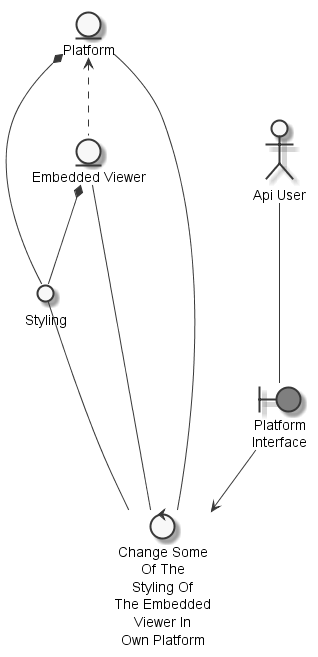 Platform
Embedded Viewer
Api User
Styling
Platform
Interface
Change Some
Of The
Styling Of
The Embedded
Viewer In
Own Platform